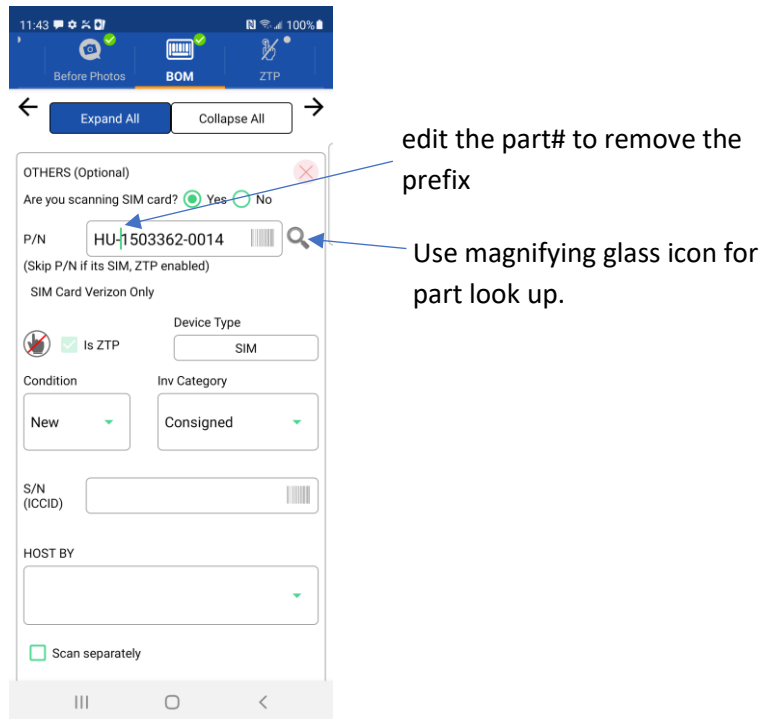 11:43 100%
Before Photos BOM ZTP
Expand All Collapse All
OTHERS (Optional)
Are you scanning SIM card? Yes No
P/N HU-1503362-0014
(Skip P/N if its SIM, ZTP enabled)
SIM Card Verizon Only
Device Type
Is ZTP SIM
Condition Inv Category
New Consigned
S/N
(ICCID)
HOST BY
Scan separately
edit the part# to remove the
prefix
Use magnifying glass icon for
part look up.